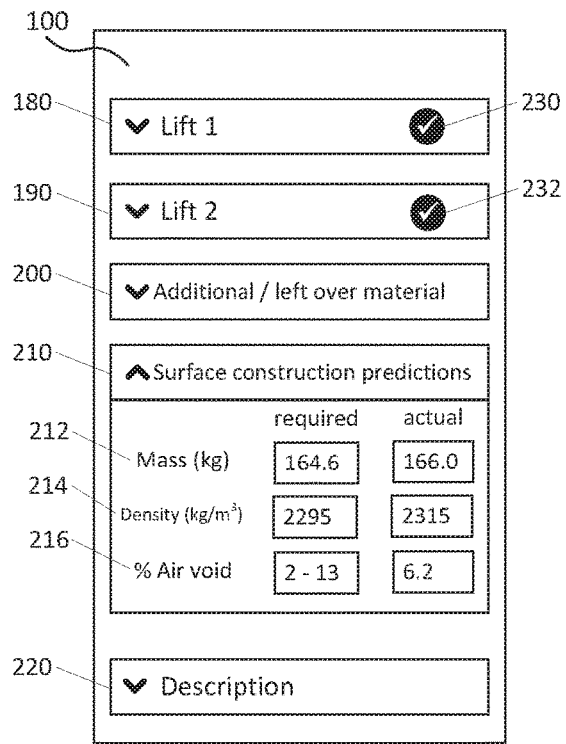 100
180 Lift 1 230
190 Lift 2 232
200 Additional / left over material
210 Surface construction predictions
required actual
212 Mass (kg) 164.6 166.0
214 Density (kg/m³) 2295 2315
216 % Air void 2 - 13 6.2
220 Description